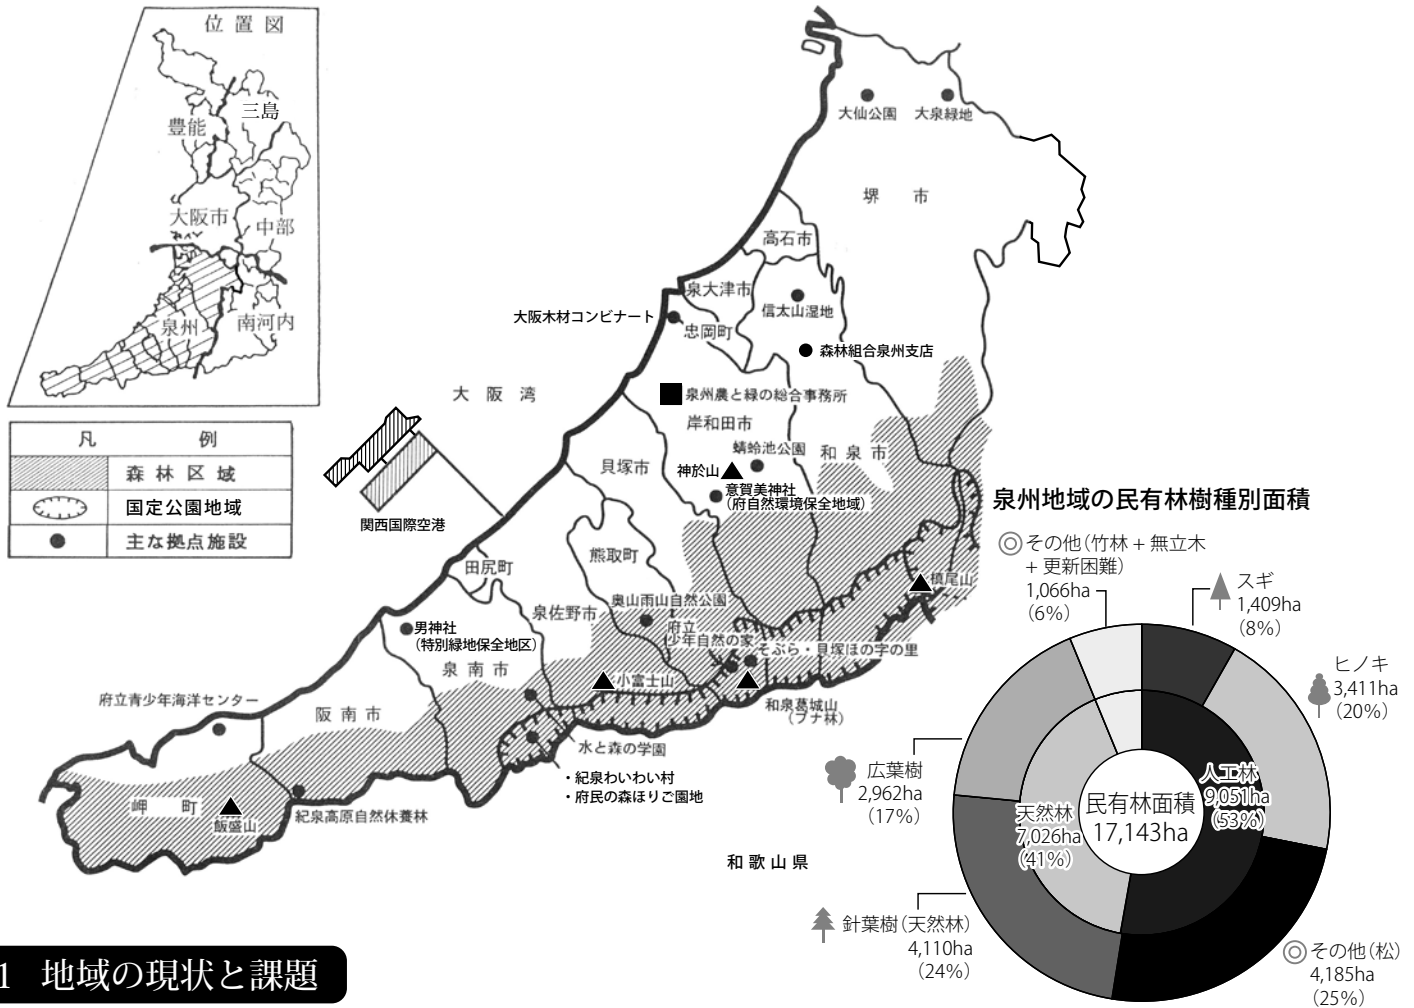 位置図
三島
豊能
大阪市
中部
泉州
南河内
凡 例
森林区域
国定公園地域
主な拠点施設
大仙公園
大泉緑地
堺 市
高石市
泉大津市
信太山湿地
大阪木材コンビナート
忠岡町
森林組合泉州支店
大阪湾
泉州農と緑の総合事務所
岸和田市
蜻蛉池公園
和泉市
貝塚市
神於山
意賀美神社
(府自然環境保全地域)
関西国際空港
熊取町
田尻町
槙尾山
奥山雨山自然公園
泉佐野市
府立
少年自然の家
そぶら・貝塚ほの字の里
男神社
(特別緑地保全地区)
泉南市
小富士山
和泉葛城山
(ブナ林)
府立青少年海洋センター
阪南市
水と森の学園
・紀泉わいわい村
・府民の森ほりご園地
岬 町
飯盛山
紀泉高原自然休養林
和歌山県
泉州地域の民有林樹種別面積
◎その他(竹林 + 無立木
+ 更新困難)
1,066ha
(6%)
スギ
1,409ha
(8%)
ヒノキ
3,411ha
(20%)
広葉樹
2,962ha
(17%)
人工林
9,051ha
(53%)
天然林
7,026ha
(41%)
民有林面積
17,143ha
針葉樹(天然林)
4,110ha
(24%)
◎その他(松)
4,185ha
(25%)
1 地域の現状と課題